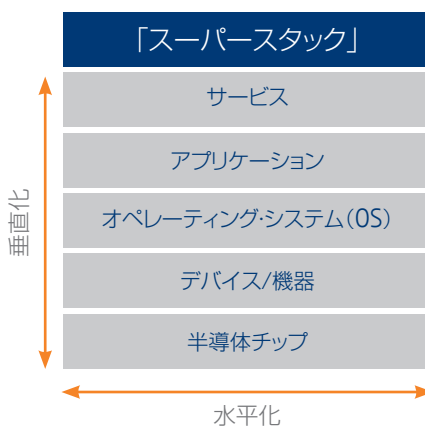 「スーパースタック」
サービス
アプリケーション
オペレーティング・システム(OS)
デバイス/機器
半導体チップ
垂直化
水平化